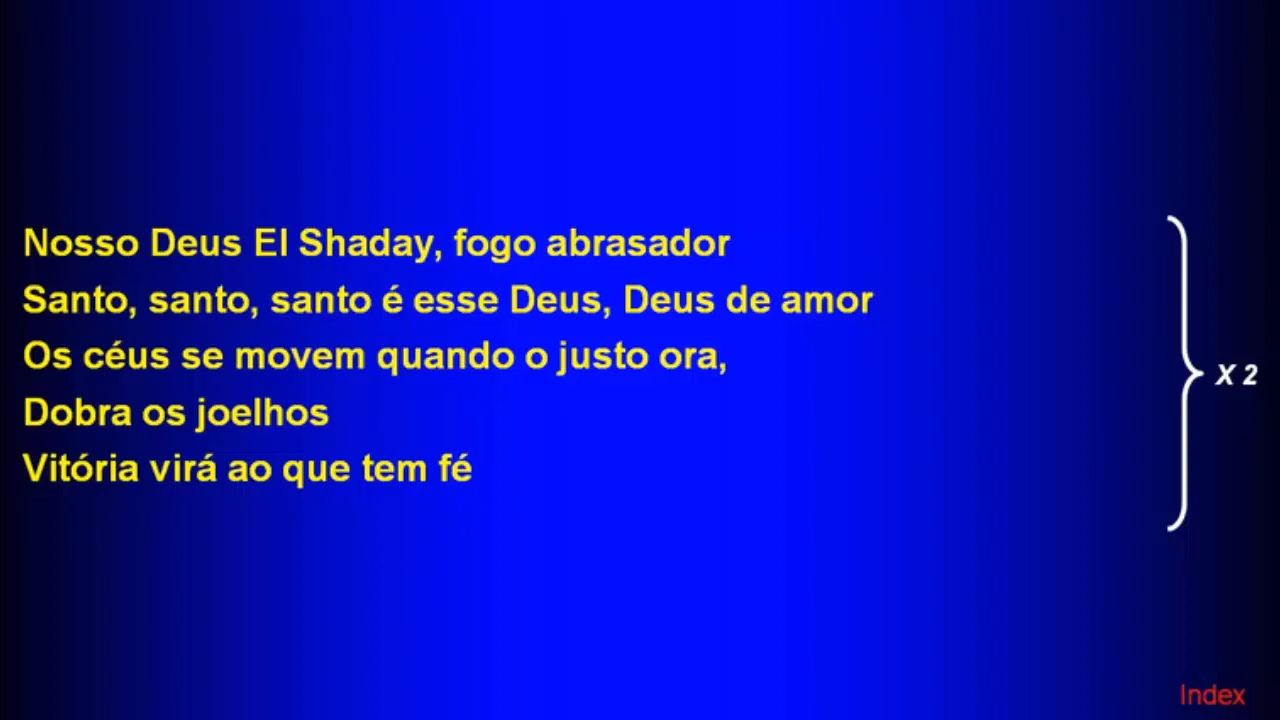 Nosso Deus El Shaday, fogo abrasador
Santo, santo, santo é esse Deus, Deus de amor
Os céus se movem quando o justo ora,
Dobra os joelhos
Vitória virá ao que tem fé
X 2
Index